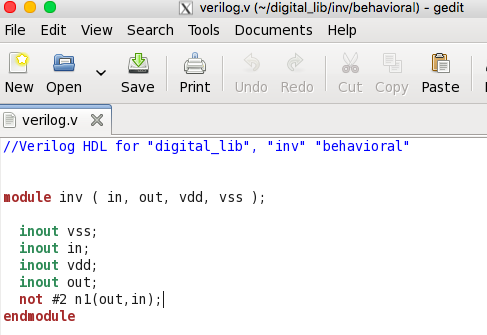 verilog.v (~/digital_lib/inv/behavioral) - gedit
File Edit View Search Tools Documents Help
New Open Save Print Undo Redo Cut Copy Paste
verilog.v
//Verilog HDL for "digital_lib", "inv" "behavioral"
module inv ( in, out, vdd, vss );
inout vss;
inout in;
inout vdd;
inout out;
not #2 n1(out,in);
endmodule